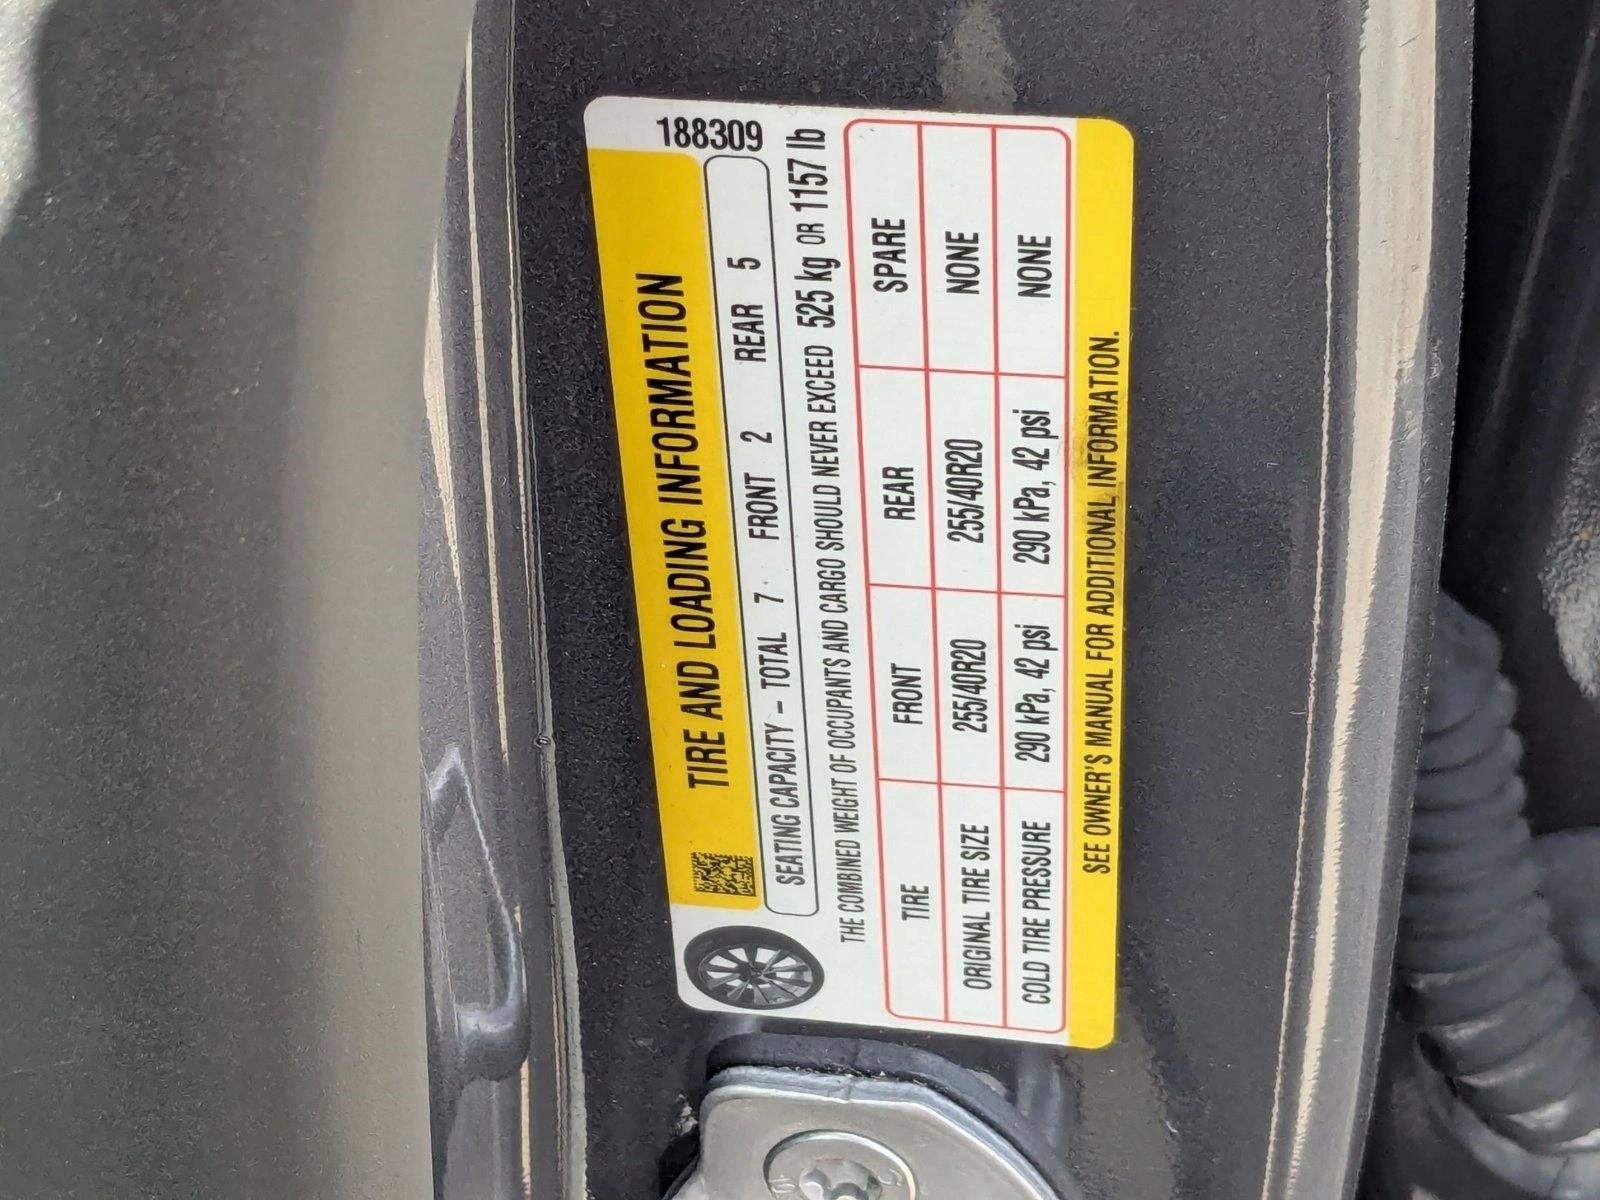 188309
TIRE AND LOADING INFORMATION
SEATING CAPACITY – TOTAL 7 FRONT 2 REAR 5
THE COMBINED WEIGHT OF OCCUPANTS AND CARGO SHOULD NEVER EXCEED 525 kg OR 1157 lb
TIRE FRONT REAR SPARE
ORIGINAL TIRE SIZE 255/40R20 255/40R20 NONE
COLD TIRE PRESSURE 290 kPa, 42 psi 290 kPa, 42 psi NONE
SEE OWNER'S MANUAL FOR ADDITIONAL INFORMATION.